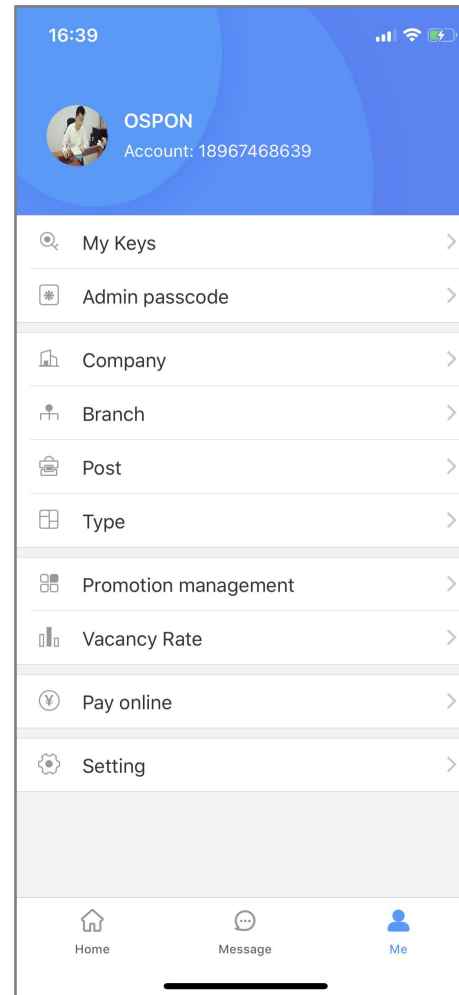 16:39
OSPON
Account: 18967468639
My Keys
Admin passcode
Company
Branch
Post
Type
Promotion management
Vacancy Rate
¥ Pay online
Setting
Home Message Me